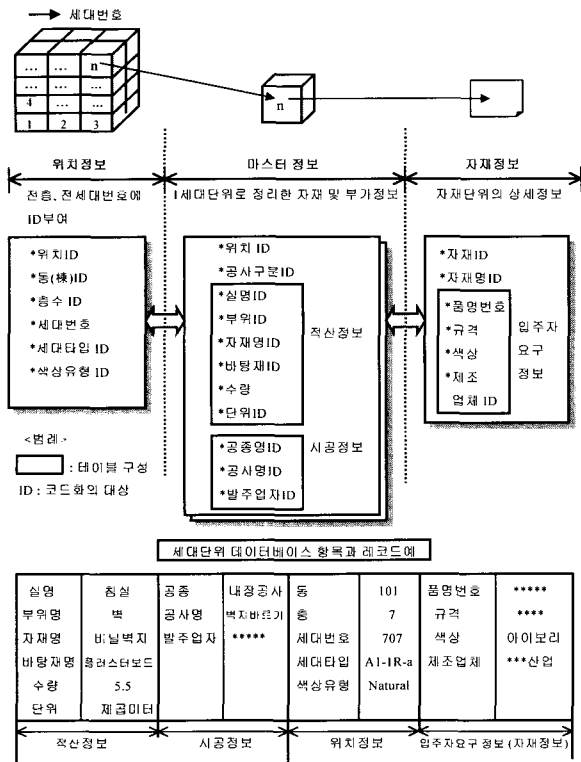 세대번호
... ... n
... ... ...
4 ... ...
1 2 3
n
위치정보
마스터 정보
자재정보
전층, 전세대번호에
ID부여
1세대단위로 정리한 자재 및 부가정보
자재단위의 상세정보
*위치ID
*동(棟)ID
*층수 ID
*세대번호
*세대타입 ID
*색상유형 ID
*위치 ID
*공사구분ID
*실명ID
*부위ID
*자재명ID
*바탕재ID
*수량
*단위ID
적산정보
*공종명ID
*공사명ID
*발주업자ID
시공정보
*자재ID
*자재명ID
*품명번호
*규격
*색상
*제조
업체 ID
입주자
요구
정보
<범례>
: 테이블 구성
ID : 코드화의 대상
세대단위 데이터베이스 항목과 레코드예
실명 침실 공종 내장공사 동 101 품명번호 *****
부위명 벽 공사명 벽지바르기 층 7 규격 ****
자재명 비닐벽지 발주업자 ***** 세대번호 707 색상 아이보리
바탕재명 플러스터보드 세대타입 A1-1R-a 제조업체 ***산업
수량 5.5 색상유형 Natural
단위 제곱미터
적산정보 시공정보 위치정보 입주자요구 정보 (자재정보)